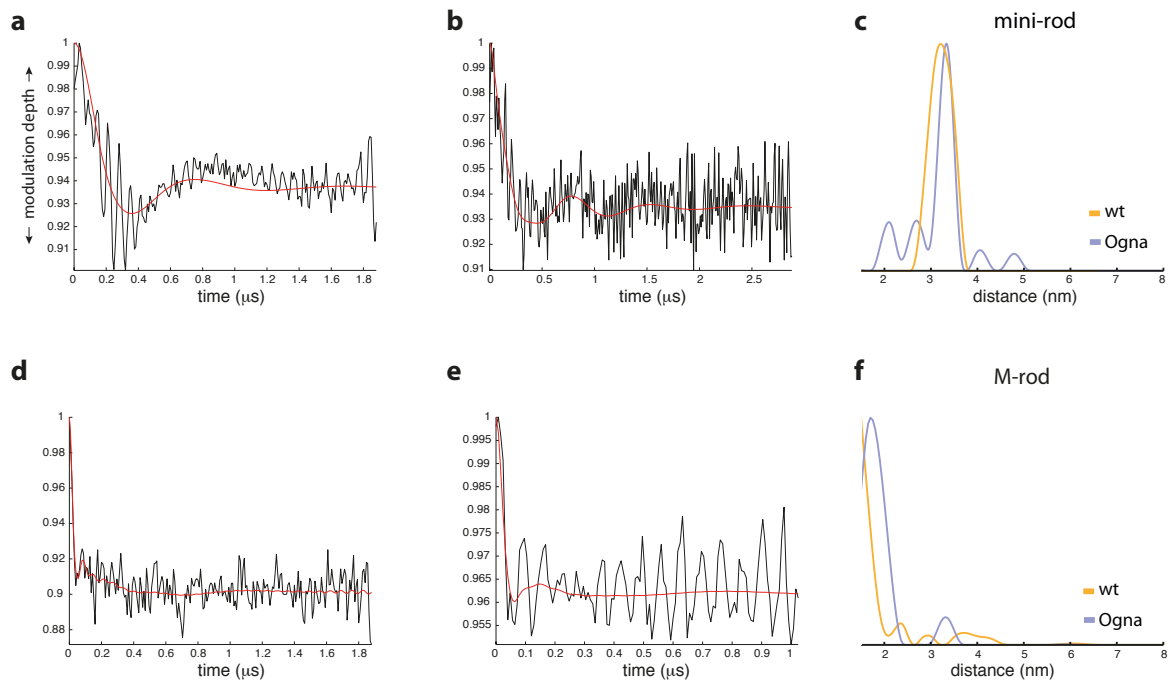 a
1
0.99
0.98
0.97
0.96
0.95
0.94
0.93
0.92
0.91
← modulation depth →
0 0.2 0.4 0.6 0.8 1 1.2 1.4 1.6 1.8
time (μs)
b
1
0.99
0.98
0.97
0.96
0.95
0.94
0.93
0.92
0.91
0 0.5 1 1.5 2 2.5
time (μs)
c
mini-rod
wt
Ogna
2 3 4 5 6 7 8
distance (nm)
d
1
0.98
0.96
0.94
0.92
0.9
0.88
0 0.2 0.4 0.6 0.8 1 1.2 1.4 1.6 1.8
time (μs)
e
1
0.995
0.99
0.985
0.98
0.975
0.97
0.965
0.96
0.955
0 0.1 0.2 0.3 0.4 0.5 0.6 0.7 0.8 0.9 1
time (μs)
f
M-rod
wt
Ogna
2 3 4 5 6 7 8
distance (nm)